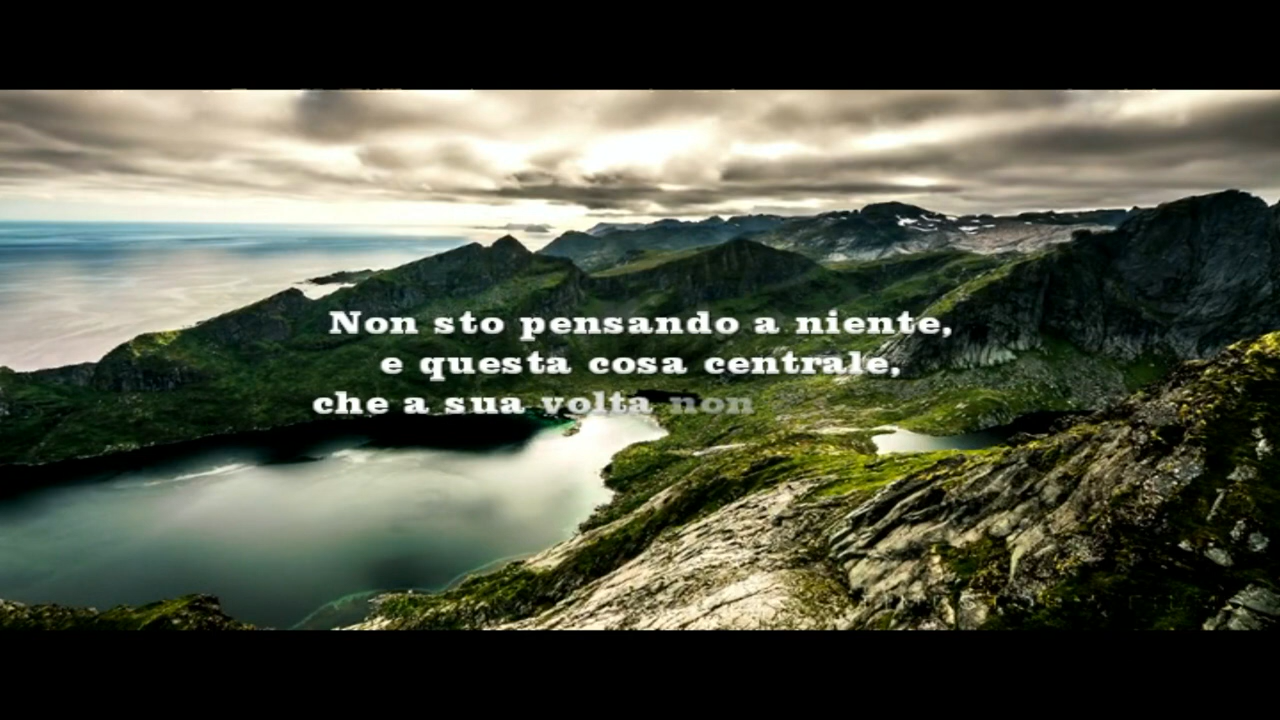 Non sto pensando a niente,
e questa cosa centrale,
che a sua volta non